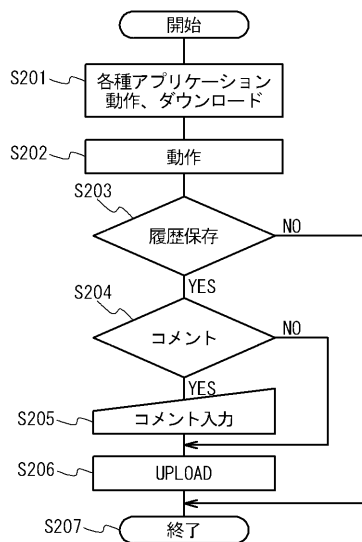 開始
S201
各種アプリケーション
動作、ダウンロード
S202
動作
S203
履歴保存
NO
YES
S204
コメント
NO
YES
S205
コメント入力
S206
UPLOAD
S207
終了